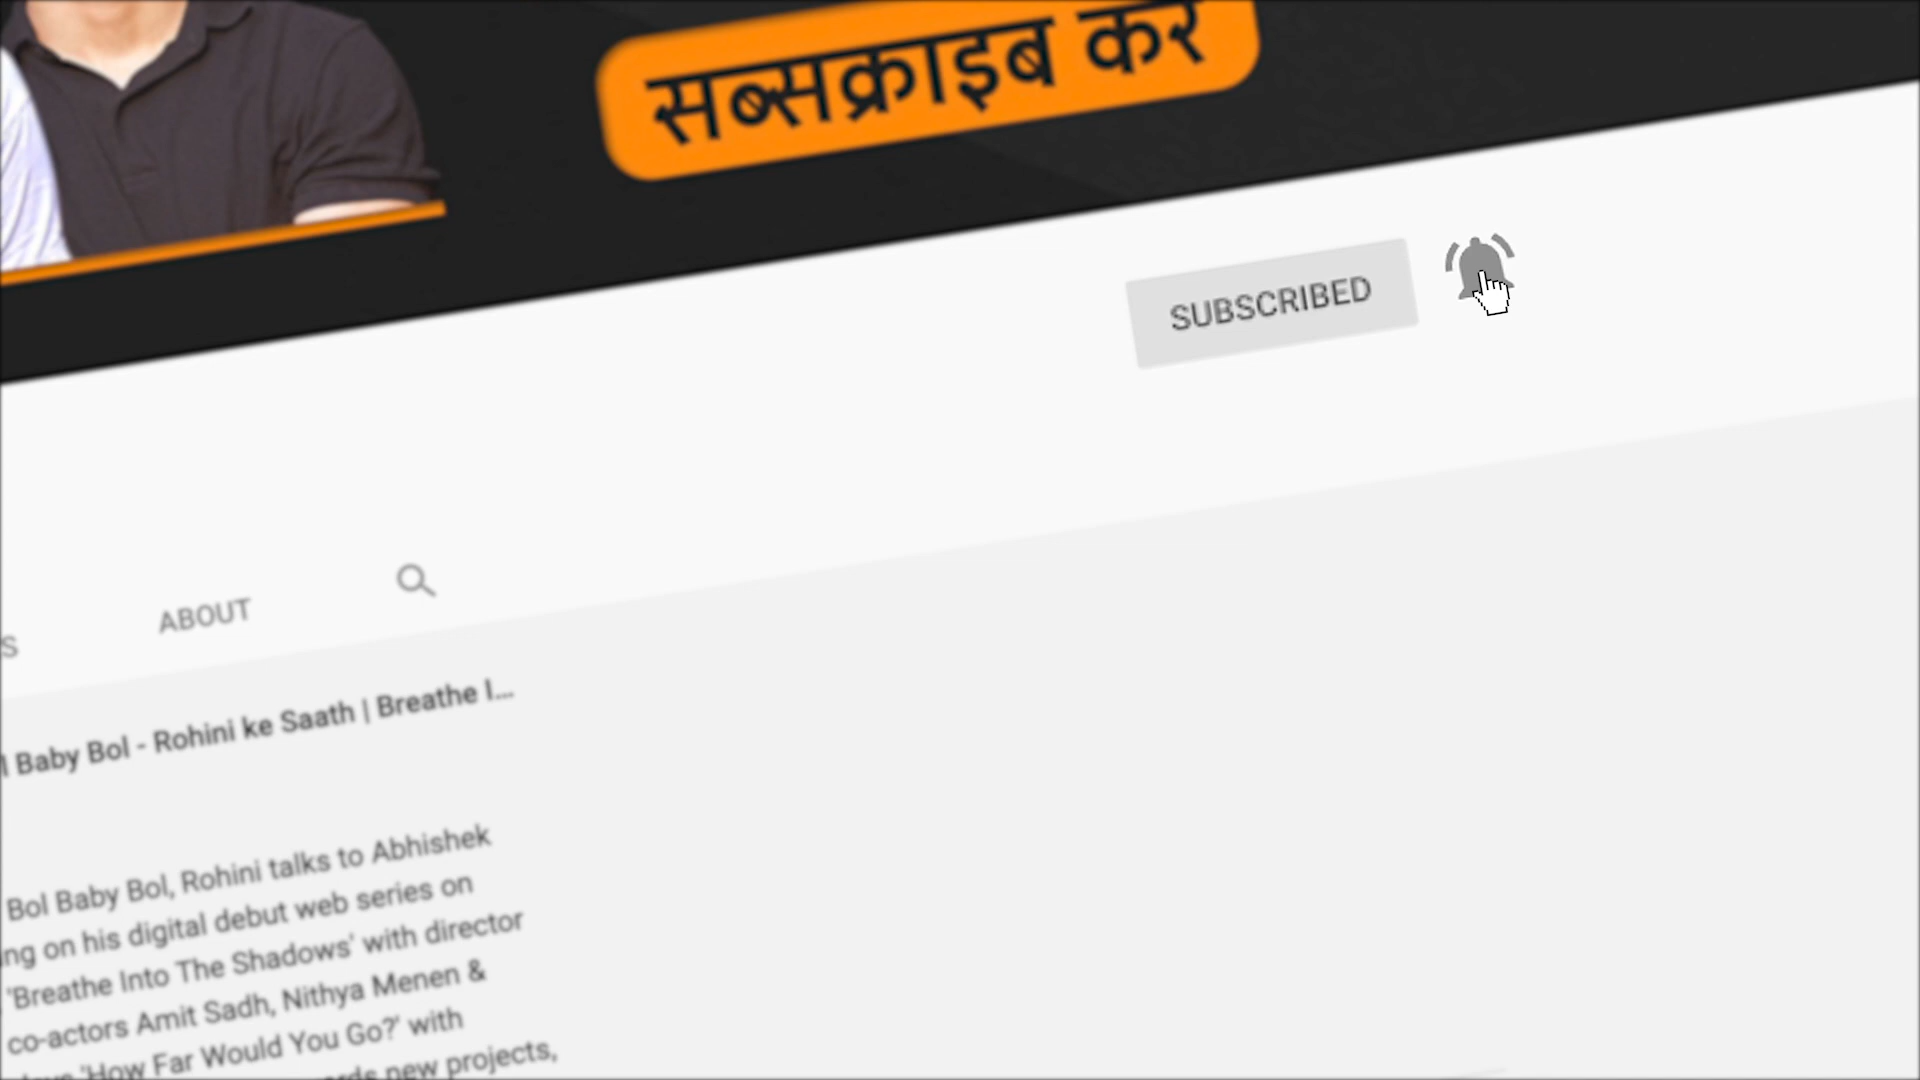 सब्सक्राइब करें
SUBSCRIBED
S
ABOUT
Baby Bol - Rohini ke Saath | Breathe I...
Bol Baby Bol, Rohini talks to Abhishek
ng on his digital debut web series on
'Breathe Into The Shadows' with director
co-actors Amit Sadh, Nithya Menen &
'How Far Would You Go?' with
new projects,